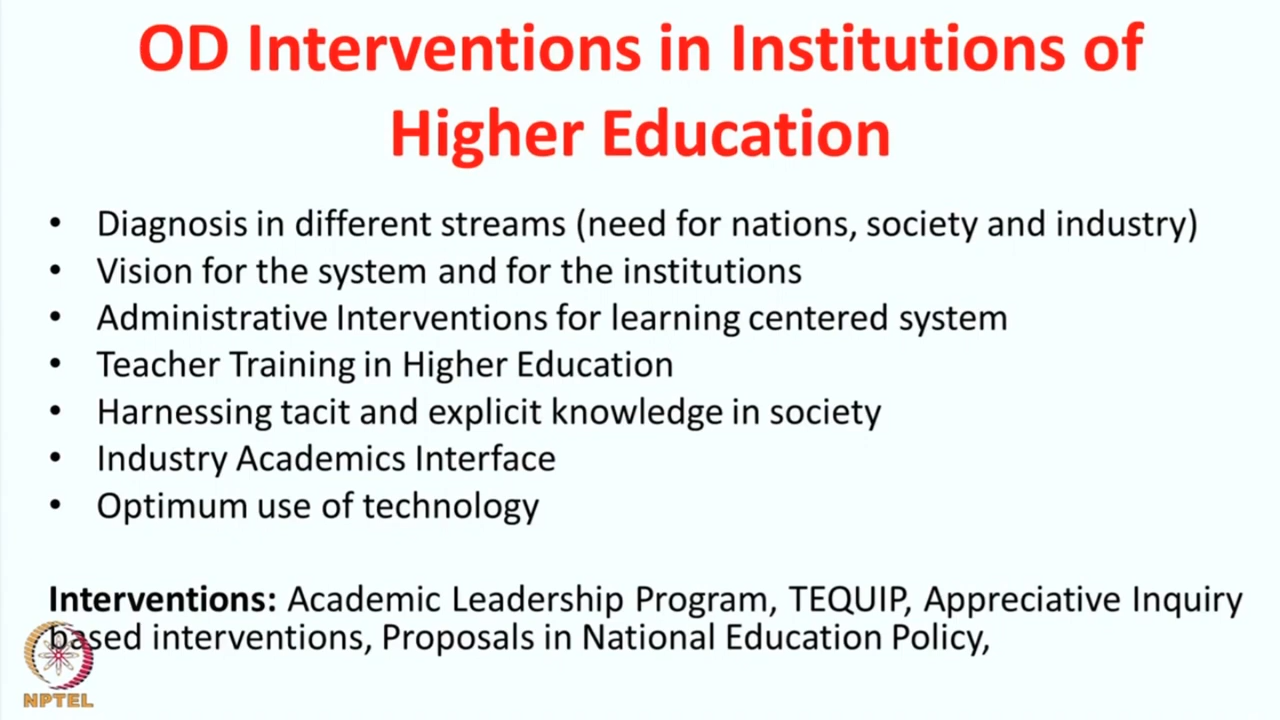 OD Interventions in Institutions of
Higher Education
• Diagnosis in different streams (need for nations, society and industry)
• Vision for the system and for the institutions
• Administrative Interventions for learning centered system
• Teacher Training in Higher Education
• Harnessing tacit and explicit knowledge in society
• Industry Academics Interface
• Optimum use of technology
Interventions: Academic Leadership Program, TEQUIP, Appreciative Inquiry
based interventions, Proposals in National Education Policy,
NPTEL